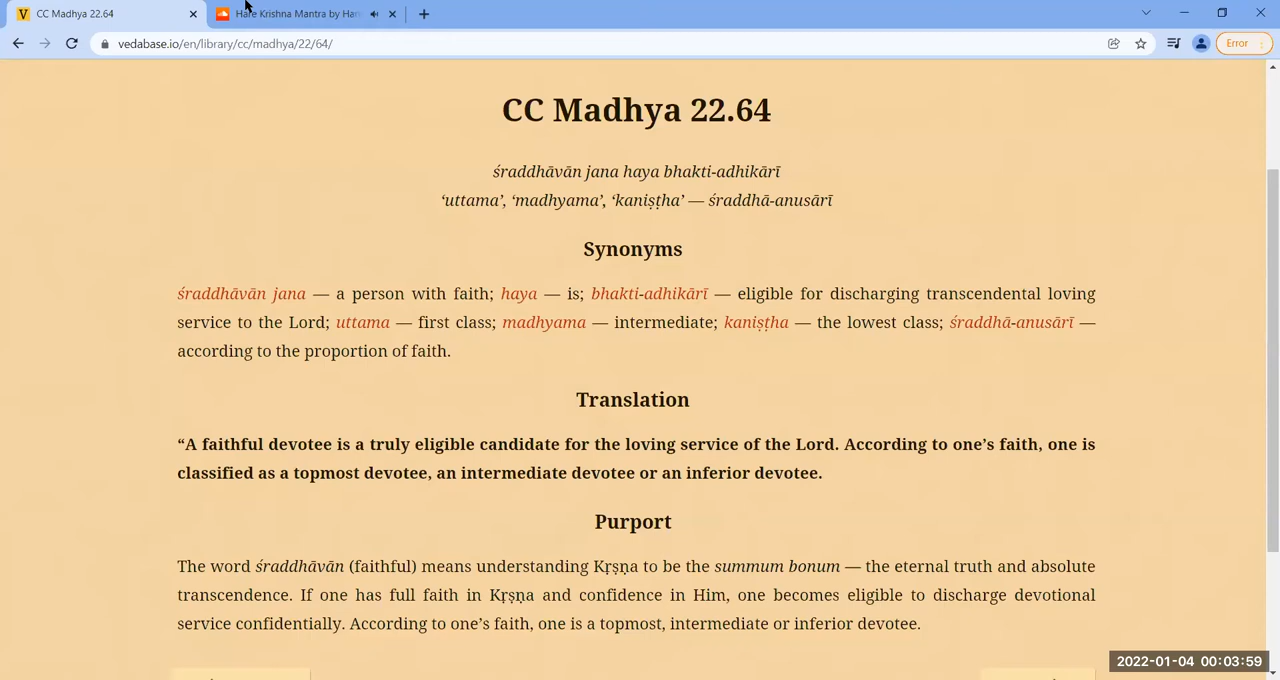 CC Madhya 22.64
Hare Krishna Mantra by Har
vedabase.io/en/library/cc/madhya/22/64/
Error
CC Madhya 22.64
śraddhāvān jana haya bhakti-adhikārī
‘uttama’, ‘madhyama’, ‘kaniṣṭha’ — śraddhā-anusārī
Synonyms
śraddhāvān jana — a person with faith; haya — is; bhakti-adhikārī — eligible for discharging transcendental loving
service to the Lord; uttama — first class; madhyama — intermediate; kaniṣṭha — the lowest class; śraddhā-anusārī —
according to the proportion of faith.
Translation
“A faithful devotee is a truly eligible candidate for the loving service of the Lord. According to one’s faith, one is
classified as a topmost devotee, an intermediate devotee or an inferior devotee.
Purport
The word śraddhāvān (faithful) means understanding Kṛṣṇa to be the summum bonum — the eternal truth and absolute
transcendence. If one has full faith in Kṛṣṇa and confidence in Him, one becomes eligible to discharge devotional
service confidentially. According to one’s faith, one is a topmost, intermediate or inferior devotee.
2022-01-04 00:03:59